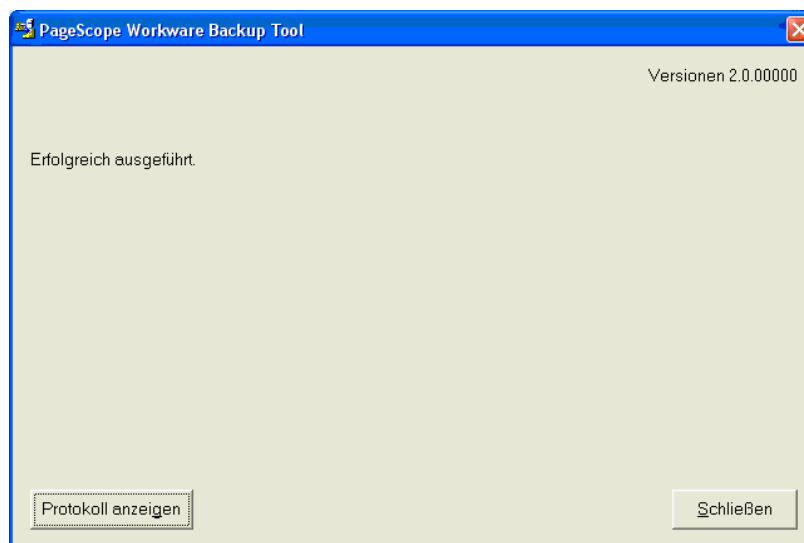 PageScope Workware Backup Tool
Versionen 2.0.00000
Erfolgreich ausgeführt.
Protokoll anzeigen
Schließen